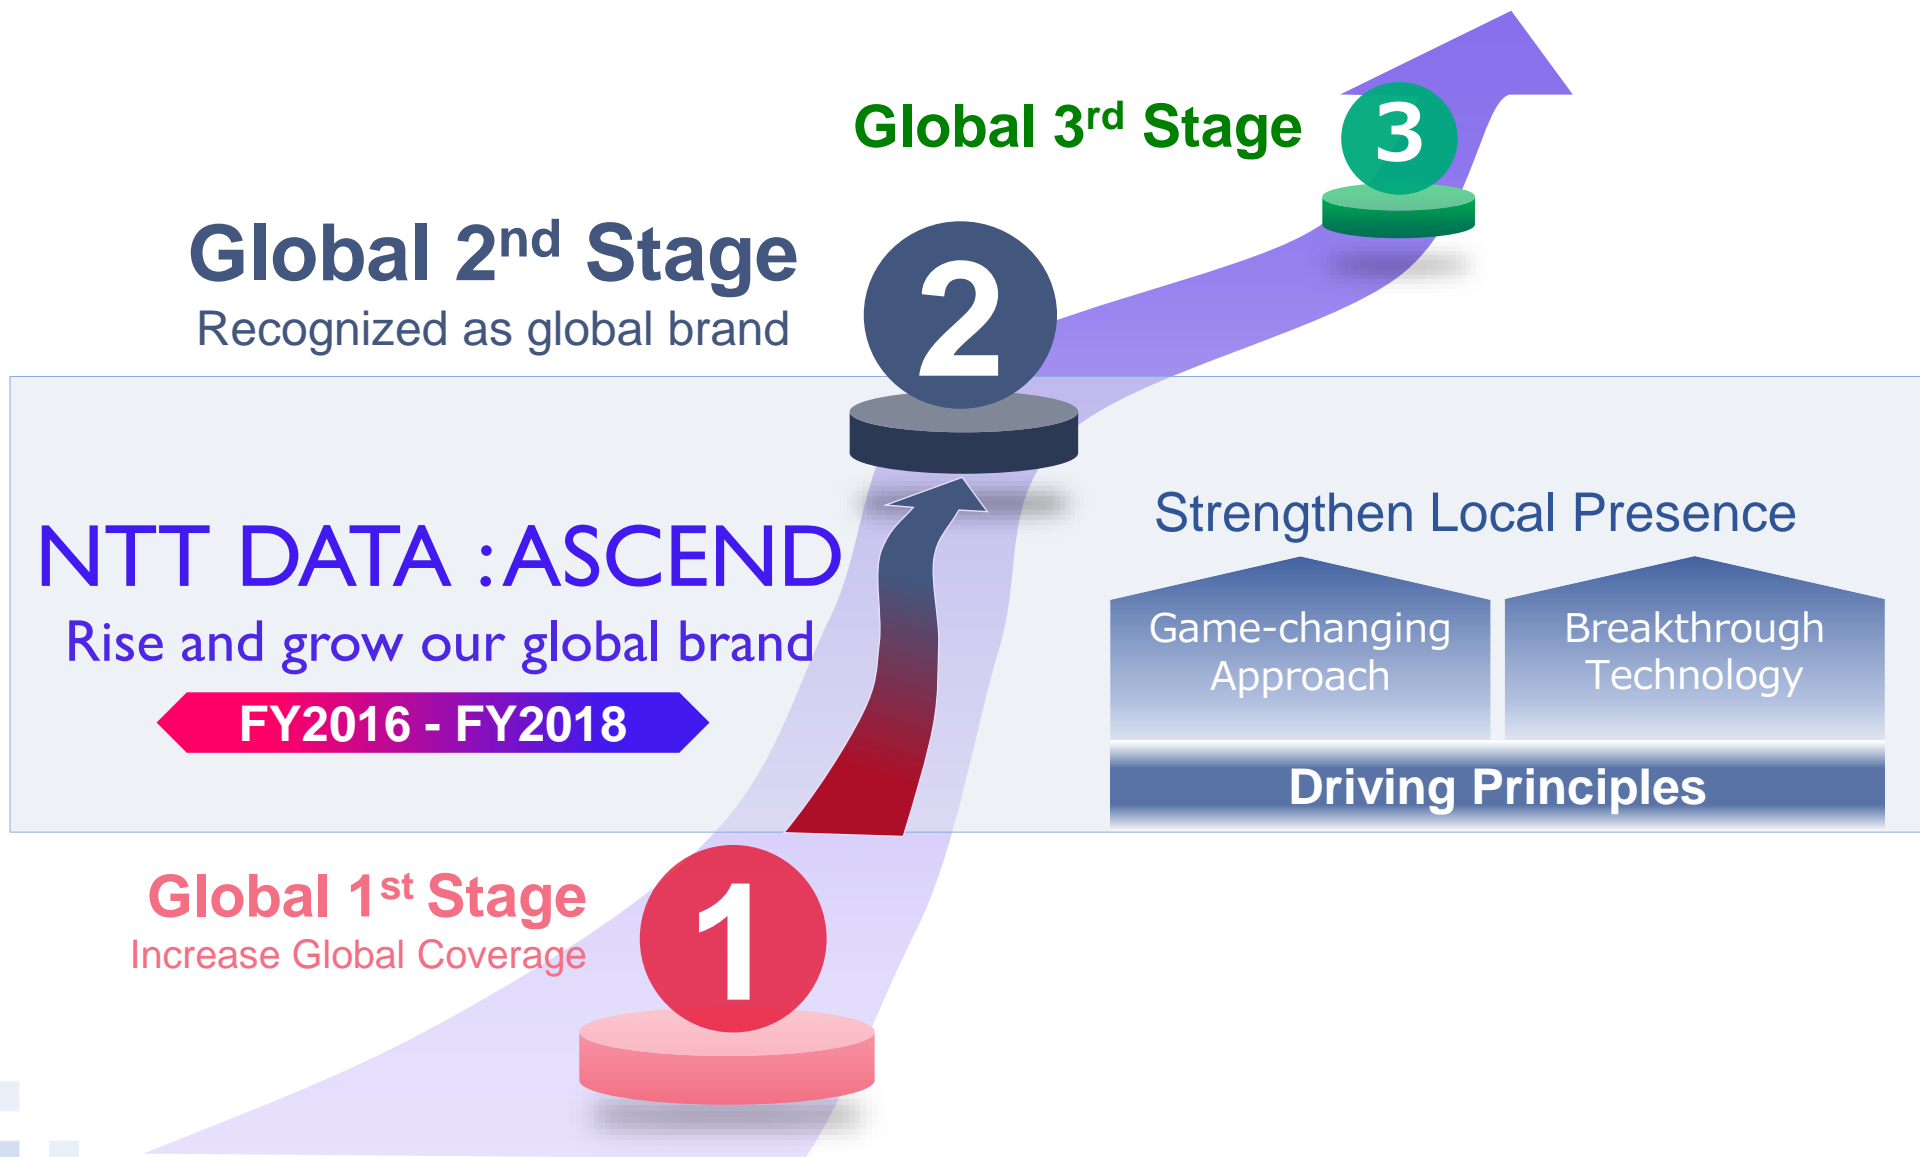 Global 3rd Stage
3
Global 2nd Stage
Recognized as global brand
2
NTT DATA : ASCEND
Rise and grow our global brand
FY2016 - FY2018
Strengthen Local Presence
Game-changing
Approach
Breakthrough
Technology
Driving Principles
Global 1st Stage
Increase Global Coverage
1